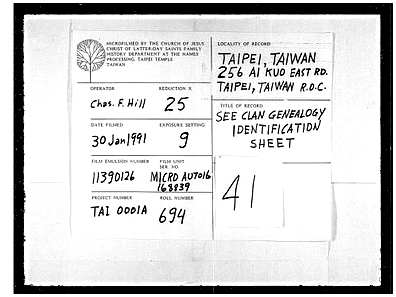 MICROFILMED BY THE CHURCH OF JESUS
CHRIST OF LATTER-DAY SAINTS FAMILY
HISTORY DEPARTMENT AT THE NAMES
PROCESSING TAIPEI TEMPLE
TAIWAN
OPERATOR
REDUCTION X
Chas. F. Hill
25
DATE FILMED
EXPOSURE SETTING
30 Jan 1991
9
FILM EMULSION NUMBER
FILM UNIT
SER. NO.
11390126
MICRO AUTO16
168839
PROJECT NUMBER
ROLL NUMBER
TAI 0001A
694
LOCALITY OF RECORD
TAIPEI, TAIWAN
256 AI KUO EAST RD.
TAIPEI, TAIWAN R.O.C.
TITLE OF RECORD
SEE CLAN GENEALOGY
IDENTIFICATION
SHEET
41